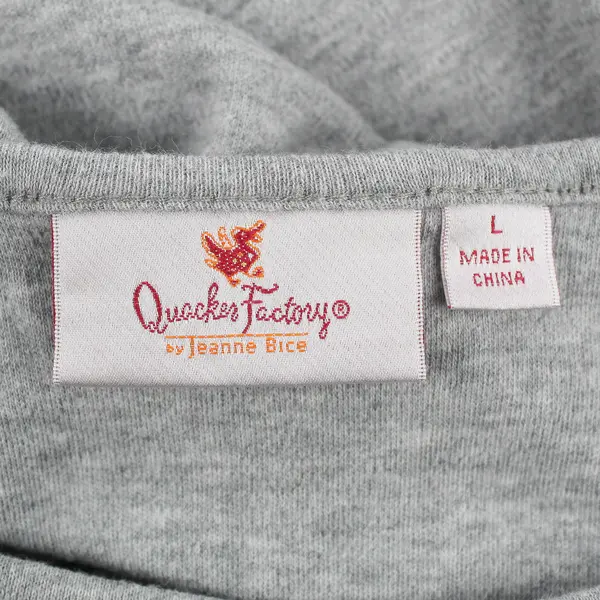 Quacker Factory®
by Jeanne Bice
L
MADE IN
CHINA